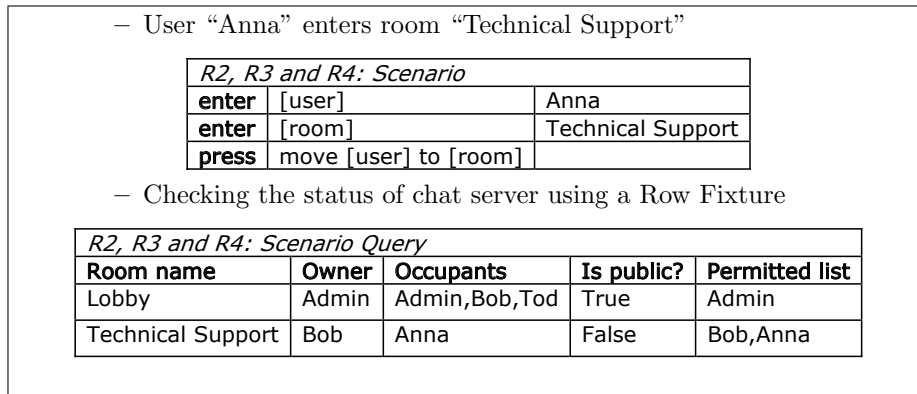 – User “Anna” enters room “Technical Support”
R2, R3 and R4: Scenario
enter [user] Anna
enter [room] Technical Support
press move [user] to [room]
– Checking the status of chat server using a Row Fixture
R2, R3 and R4: Scenario Query
Room name Owner Occupants Is public? Permitted list
Lobby Admin Admin,Bob,Tod True Admin
Technical Support Bob Anna False Bob,Anna